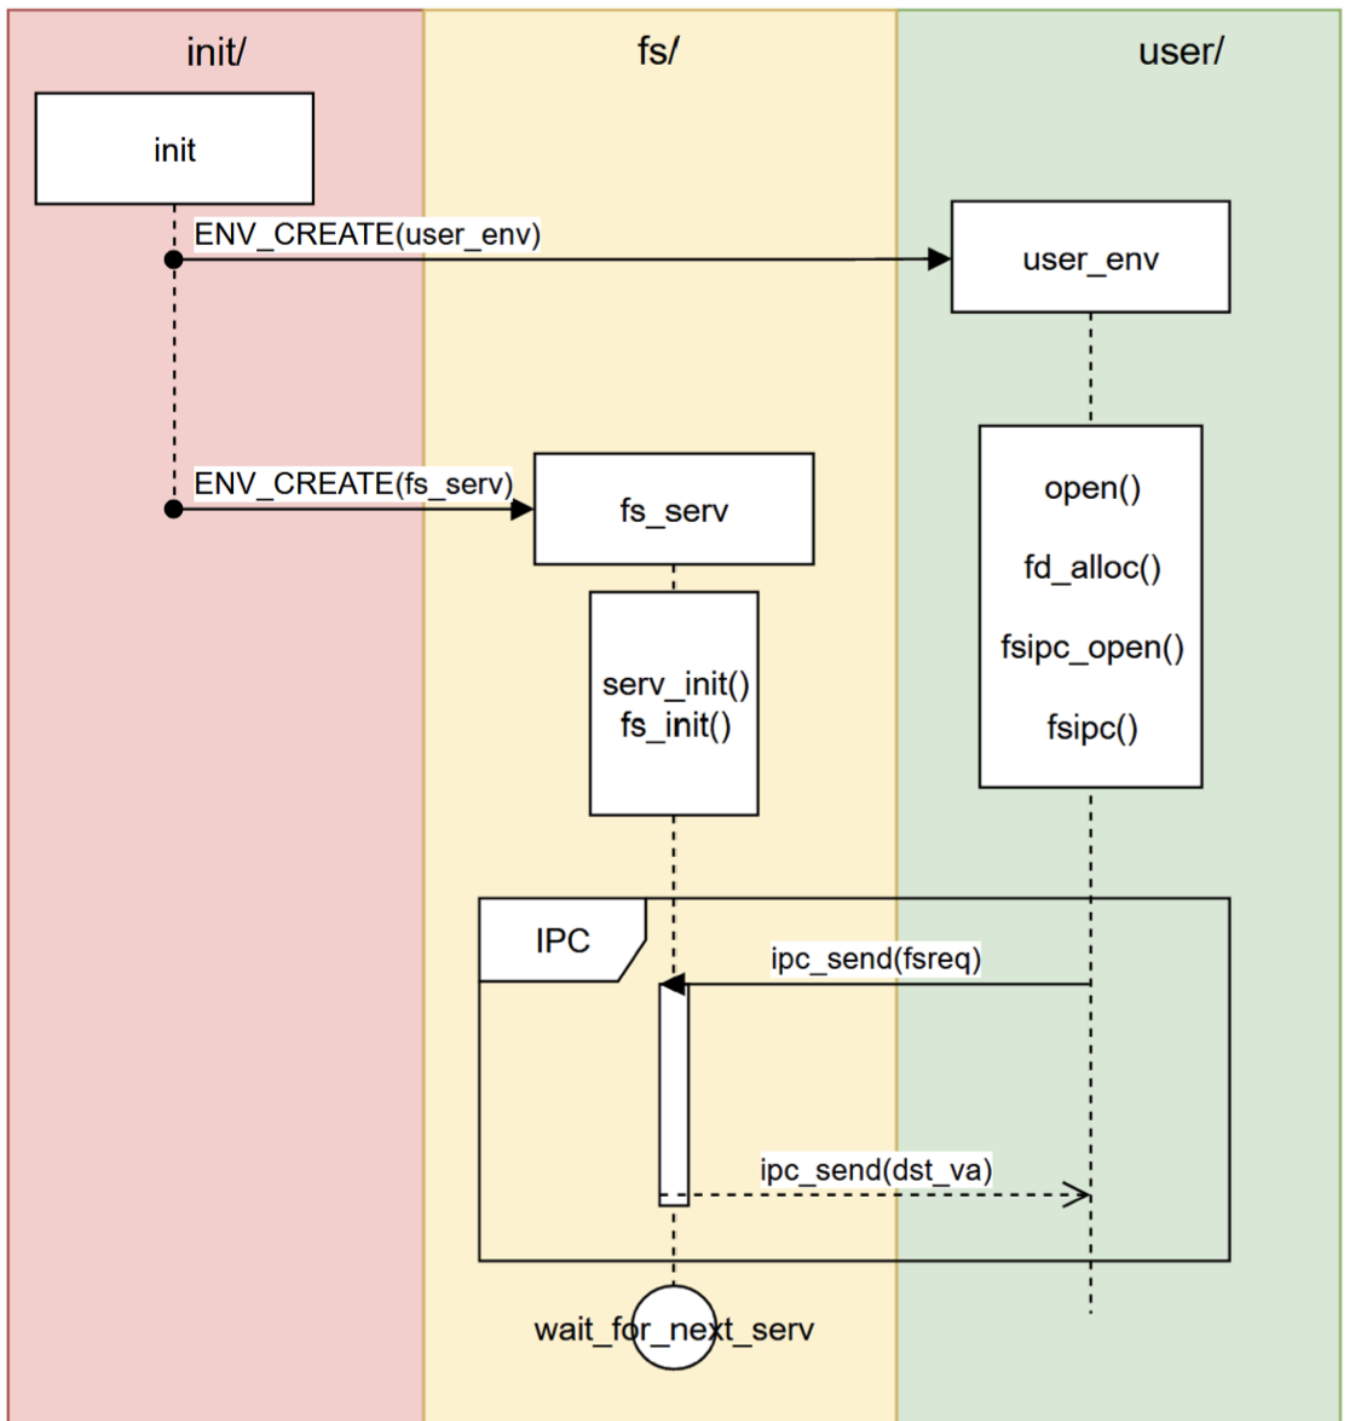 init/
fs/
user/
init
ENV_CREATE(user_env)
user_env
ENV_CREATE(fs_serv)
fs_serv
open()
fd_alloc()
fsipc_open()
fsipc()
serv_init()
fs_init()
IPC
ipc_send(fsreq)
ipc_send(dst_va)
wait_for_next_serv